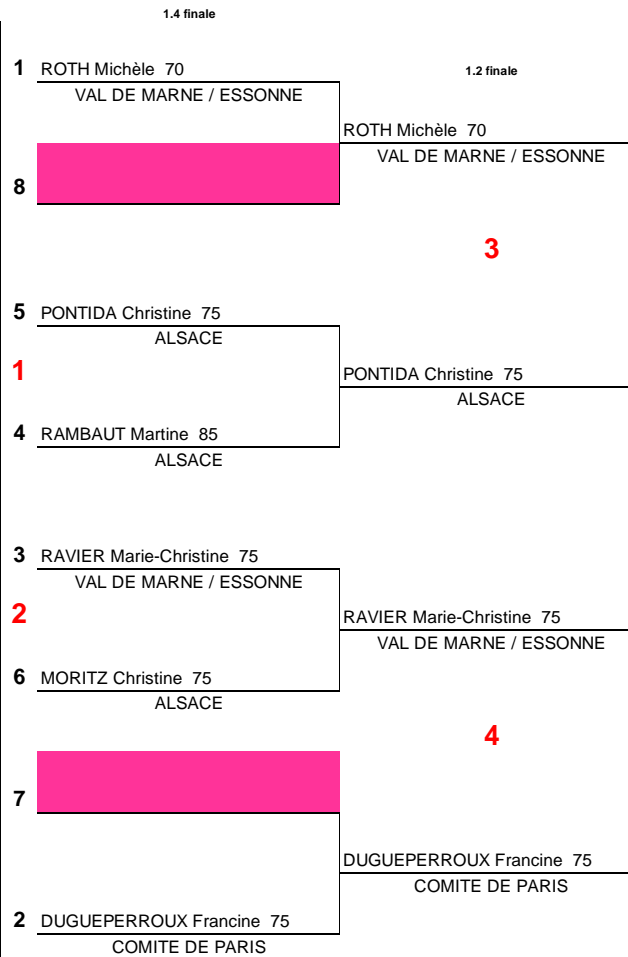 1.4 finale
1 ROTH Michèle 70
VAL DE MARNE / ESSONNE
1.2 finale
ROTH Michèle 70
VAL DE MARNE / ESSONNE
8
3
5 PONTIDA Christine 75
ALSACE
1
PONTIDA Christine 75
ALSACE
4 RAMBAUT Martine 85
ALSACE
3 RAVIER Marie-Christine 75
VAL DE MARNE / ESSONNE
2
RAVIER Marie-Christine 75
VAL DE MARNE / ESSONNE
6 MORITZ Christine 75
ALSACE
4
7
DUGUEPERROUX Francine 75
COMITE DE PARIS
2 DUGUEPERROUX Francine 75
COMITE DE PARIS